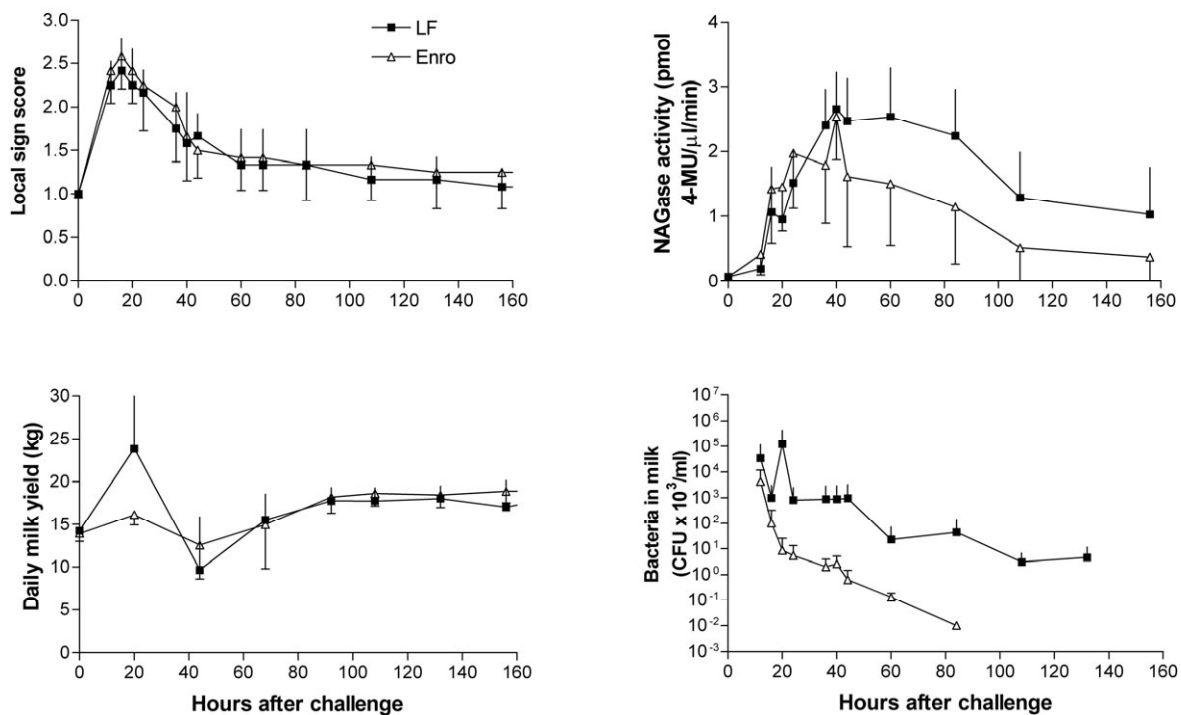 LF
Enro
Local sign score
3.0
2.5
2.0
1.5
1.0
0.5
0.0
0 20 40 60 80 100 120 140 160
NAGase activity (pmol
4-MU/µl/min)
4
3
2
1
0
0 20 40 60 80 100 120 140 160
Daily milk yield (kg)
30
25
20
15
10
5
0
0 20 40 60 80 100 120 140 160
Hours after challenge
Bacteria in milk
(CFU x 10³/ml)
10⁷
10⁶
10⁵
10⁴
10³
10²
10¹
10⁰
10⁻¹
10⁻²
10⁻³
0 20 40 60 80 100 120 140 160
Hours after challenge